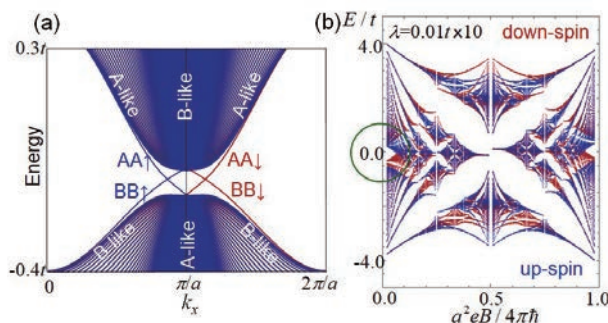 (a)
0.3t
A-like
B-like
A-like
Energy
AA↑
AA↓
BB↑
BB↓
B-like
A-like
B-like
-0.4t
0
π/a
2π/a
kₓ
(b)
E/t
λ=0.01t×10
down-spin
4.0
0.0
-4.0
up-spin
0.0
0.5
1.0
a²eB/4πħ